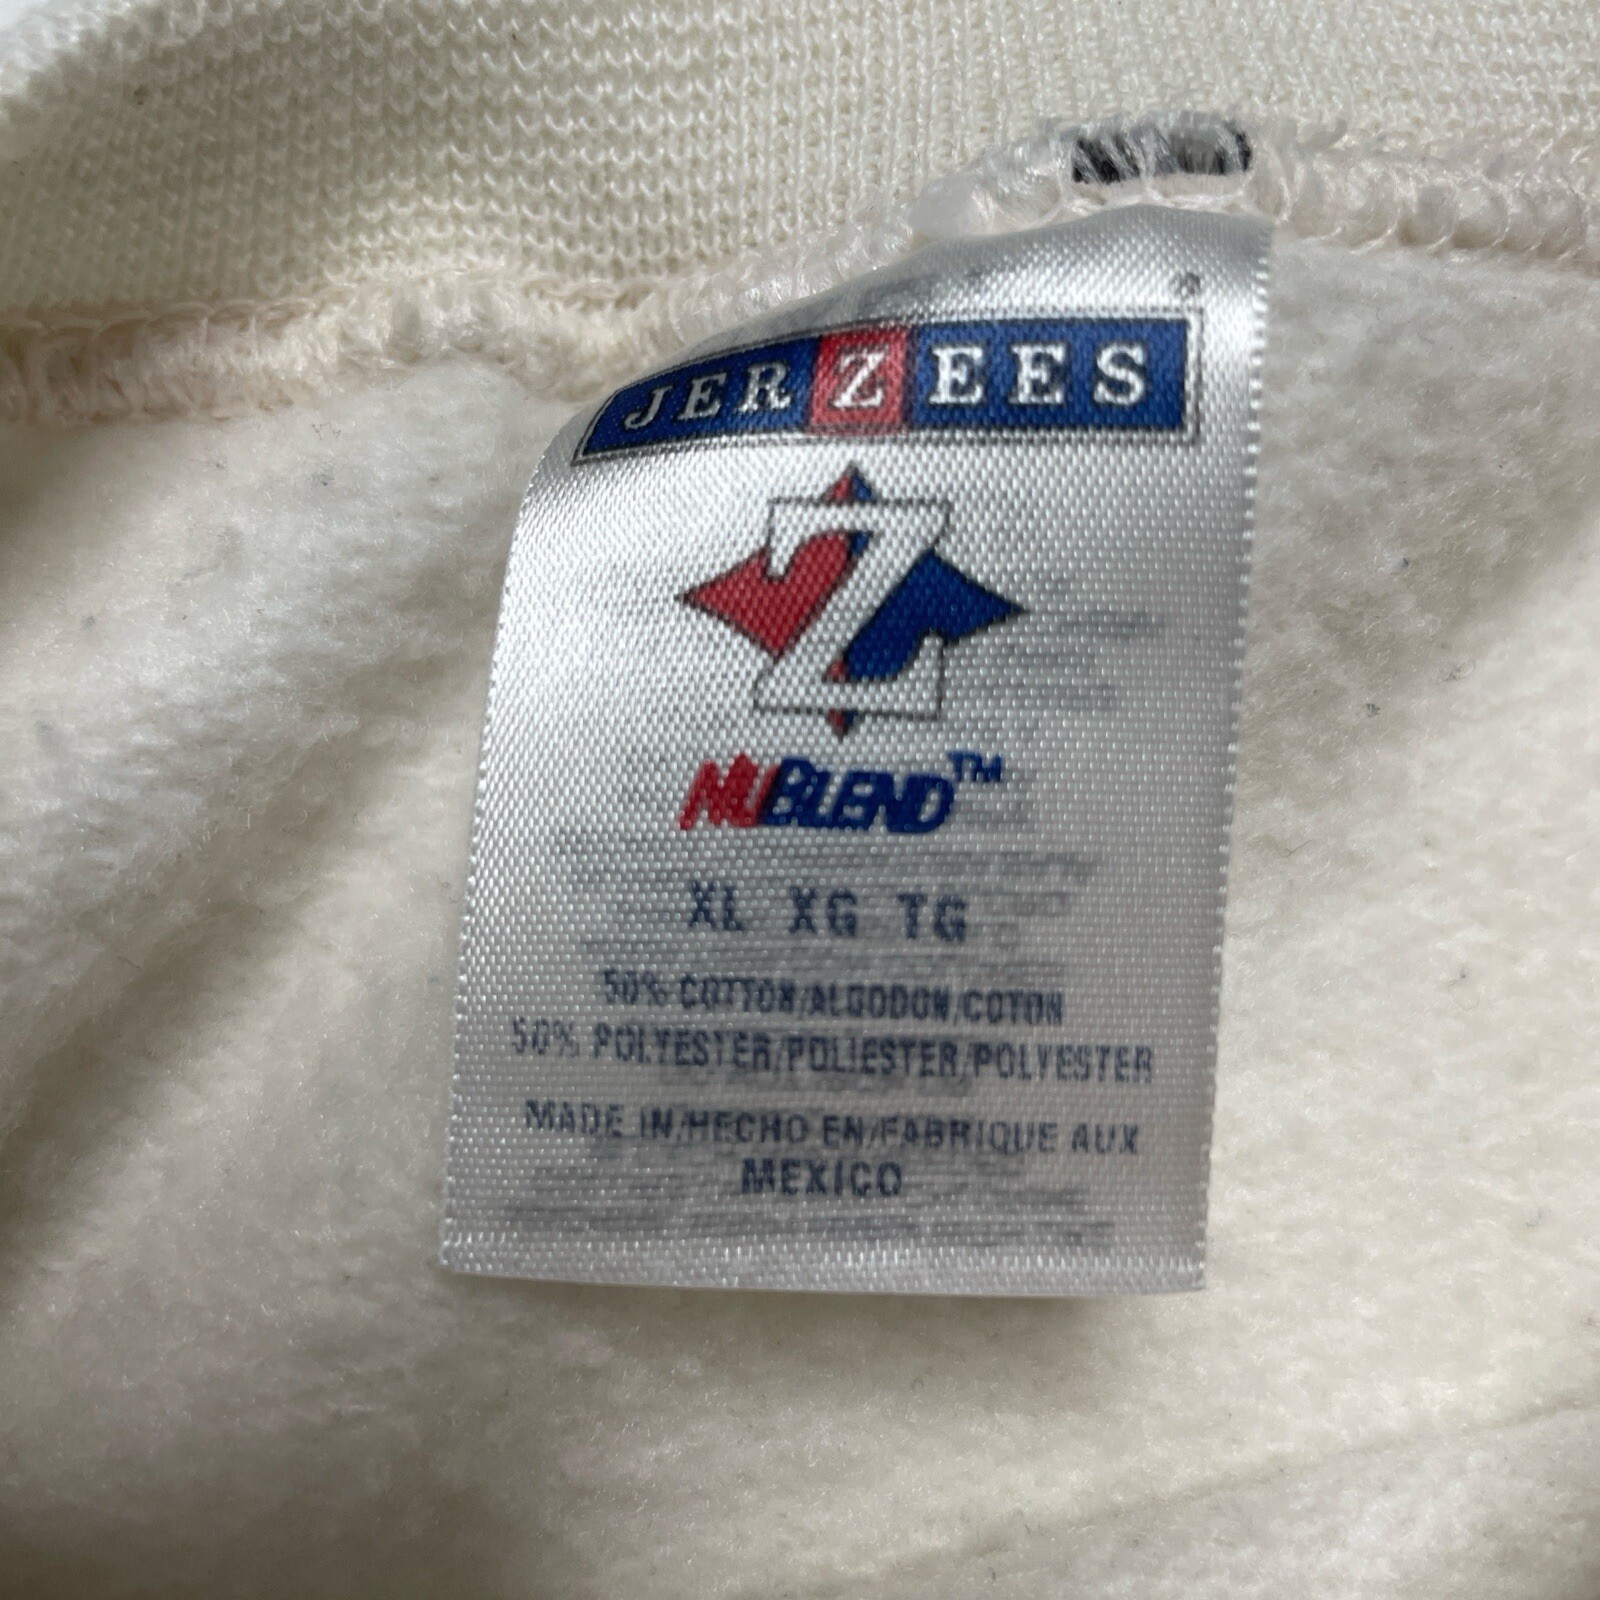 JERZEES
Z
NUBLEND™
XL XG TG
50% COTTON/ALGODON/COTON
50% POLYESTER/POLIESTER/POLYESTER
MADE IN/HECHO EN/FABRIQUE AUX
MEXICO